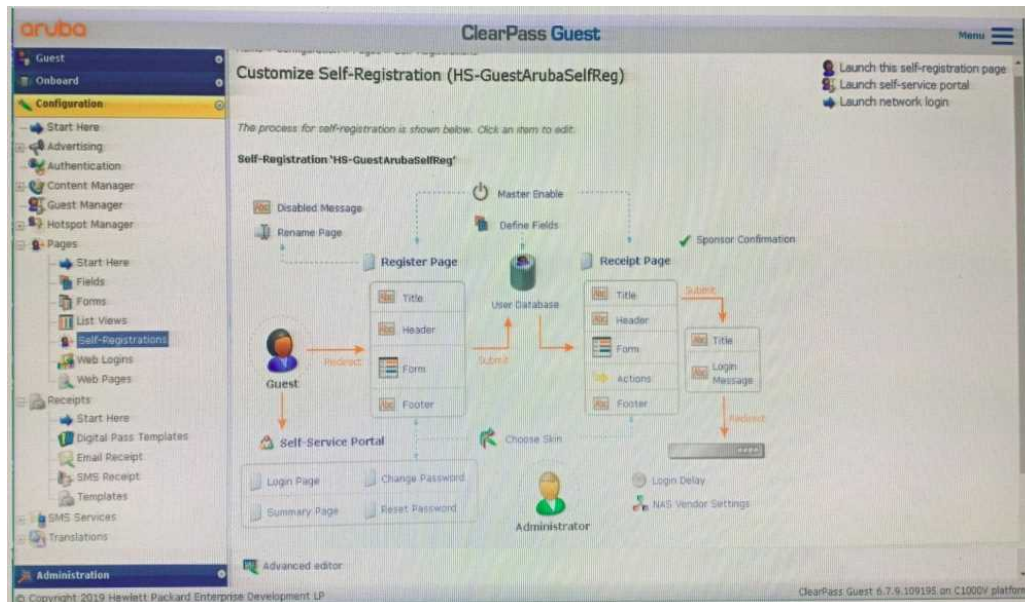 aruba
ClearPass Guest
Menu
Guest
Onboard
Configuration
Start Here
Advertising
Authentication
Content Manager
Guest Manager
Hotspot Manager
Pages
Start Here
Fields
Forms
List Views
Self-Registrations
Web Logins
Web Pages
Receipts
Start Here
Digital Pass Templates
Email Receipt
SMS Receipt
Templates
SMS Services
Translations
Administration
Customize Self-Registration (HS-GuestArubaSelfReg)
Launch this self-registration page
Launch self-service portal
Launch network login
The process for self-registration is shown below. Click an item to edit.
Self-Registration 'HS-GuestArubaSelfReg'
Master Enable
Disabled Message
Rename Page
Define Fields
Sponsor Confirmation
Register Page
Receipt Page
Title
Header
Form
Footer
User Database
Title
Header
Form
Actions
Footer
Submit
Title
Login
Message
Redirect
Guest
Redirect
Submit
Self-Service Portal
Choose Skin
Login Page
Change Password
Summary Page
Reset Password
Administrator
Login Delay
NAS Vendor Settings
Advanced editor
© Copyright 2019 Hewlett Packard Enterprise Development LP
ClearPass Guest 6.7.9.109195 on C1000V platform